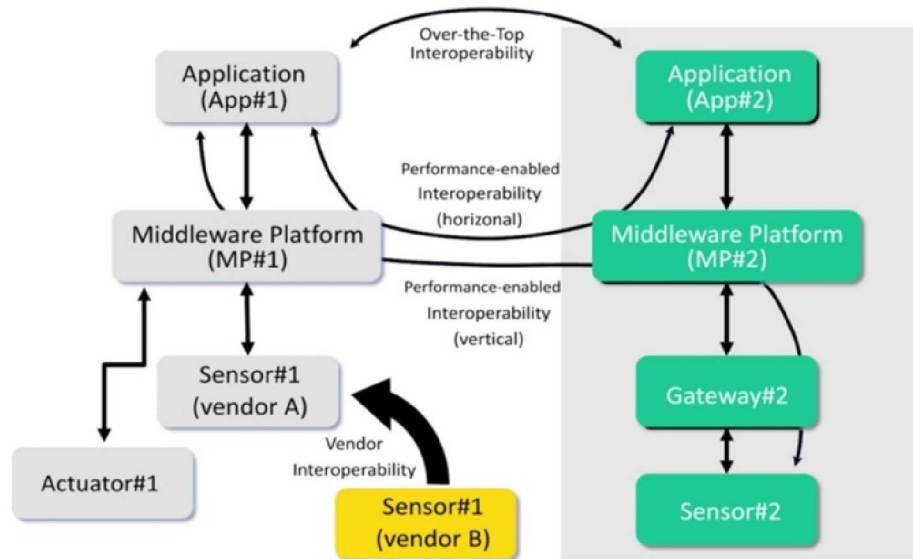 Over-the-Top
Interoperability
Application
(App#1)
Application
(App#2)
Performance-enabled
Interoperability
(horizonal)
Middleware Platform
(MP#1)
Middleware Platform
(MP#2)
Performance-enabled
Interoperability
(vertical)
Sensor#1
(vendor A)
Gateway#2
Vendor
Interoperability
Actuator#1
Sensor#1
(vendor B)
Sensor#2